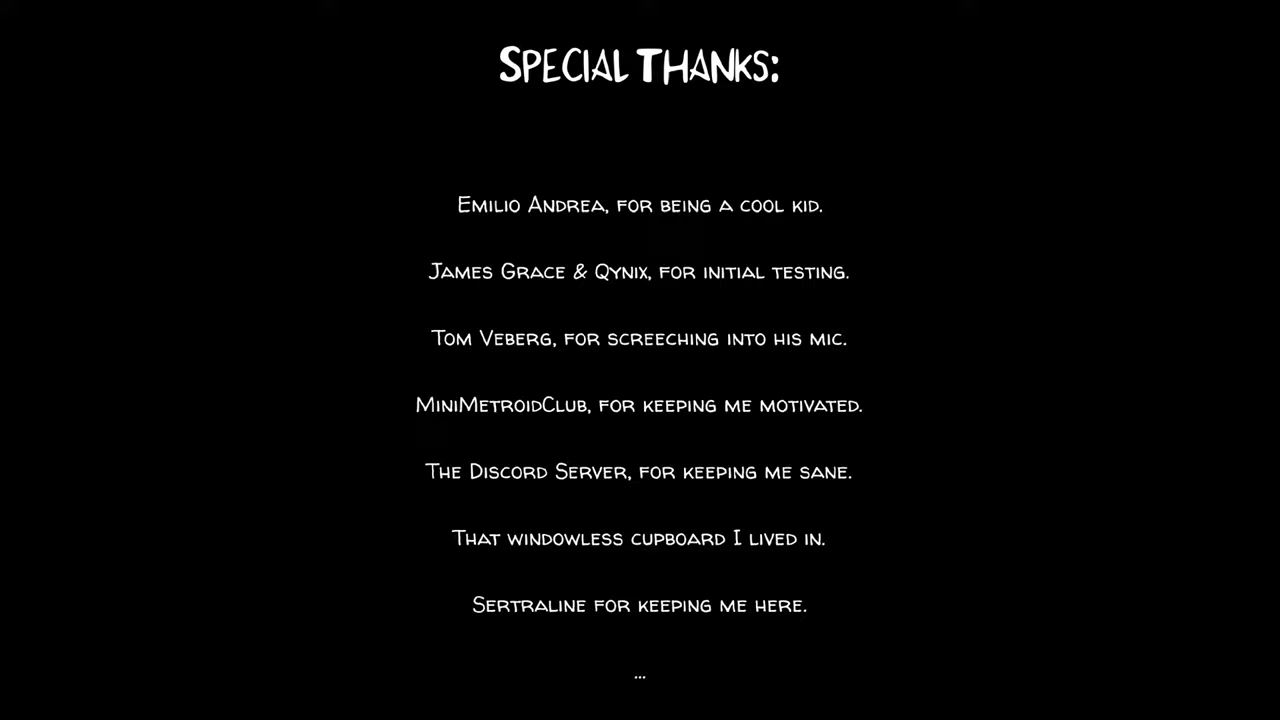 Special Thanks:
Emilio Andrea, for being a cool kid.
James Grace & Qynix, for initial testing.
Tom Veberg, for screeching into his mic.
MiniMetroidClub, for keeping me motivated.
The Discord Server, for keeping me sane.
That windowless cupboard I lived in.
Sertraline for keeping me here.
...